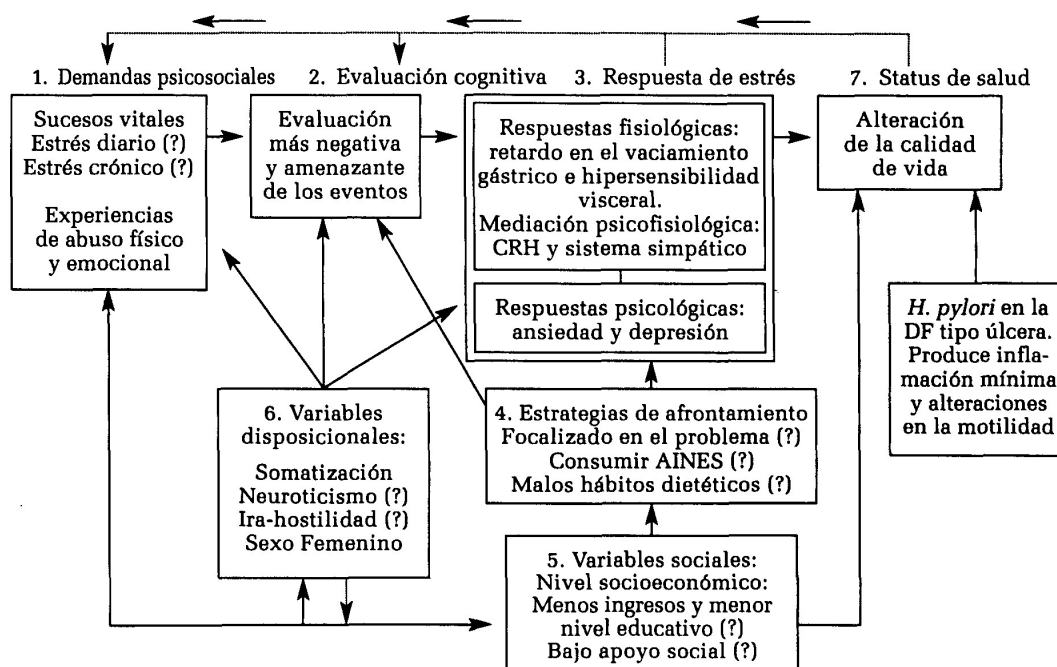 1. Demandas psicosociales
2. Evaluación cognitiva
3. Respuesta de estrés
7. Status de salud
Sucesos vitales
Estrés diario (?)
Estrés crónico (?)
Experiencias
de abuso físico
y emocional
Evaluación
más negativa
y amenazante
de los eventos
Respuestas fisiológicas:
retardo en el vaciamiento
gástrico e hipersensibilidad
visceral.
Mediación psicofisiológica:
CRH y sistema simpático
Respuestas psicológicas:
ansiedad y depresión
Alteración
de la calidad
de vida
H. pylori en la
DF tipo úlcera.
Produce infla-
mación mínima
y alteraciones
en la motilidad
6. Variables
disposicionales:
Somatización
Neuroticismo (?)
Ira-hostilidad (?)
Sexo Femenino
4. Estrategias de afrontamiento
Focalizado en el problema (?)
Consumir AINES (?)
Malos hábitos dietéticos (?)
5. Variables sociales:
Nivel socioeconómico:
Menos ingresos y menor
nivel educativo (?)
Bajo apoyo social (?)